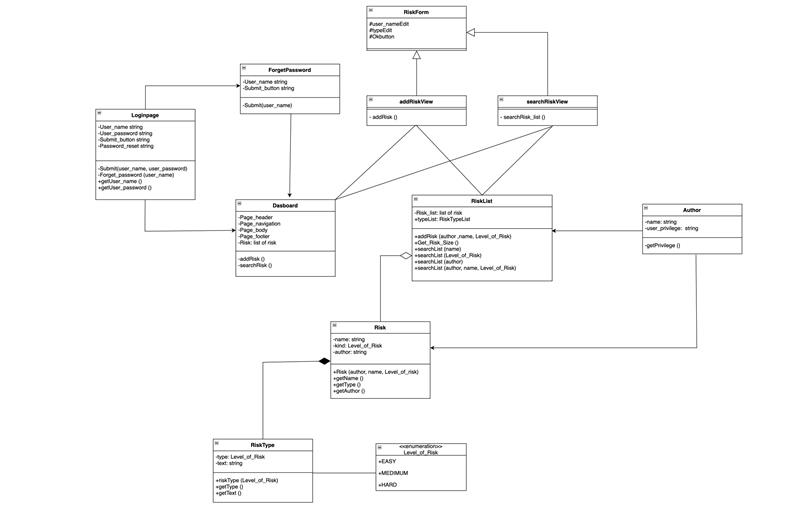 RiskForm
#user_nameEdit
#typeEdit
#Okbutton
ForgetPassword
-User_name string
-Submit_button string
-Submit(user_name)
addRiskView
- addRisk ()
searchRiskView
- searchRisk_list ()
Loginpage
-User_name string
-User_password string
-Submit_button string
-Password_reset string
-Submit(user_name, user_password)
-Forget_password (user_name)
+getUser_name ()
+getUser_password ()
Dasboard
-Page_header
-Page_navigation
-Page_body
-Page_footer
-Risk: list of risk
-addRisk ()
-searchRisk ()
RiskList
-Risk_list: list of risk
+typeList: RiskTypeList
+addRisk (author ,name, Level_of_Risk)
+Get_Risk_Size ()
+searchList (name)
+searchList (Level_of_Risk)
+searchList (author)
+searchList (author, name, Level_of_Risk)
Author
-name: string
-user_privilege: string
-getPrivilege ()
Risk
-name: string
-kind: Level_of_Risk
-author: string
+Risk (author, name, Level_of_risk)
+getName ()
+getType ()
+getAuthor ()
RiskType
-type: Level_of_Risk
-text: string
+riskType (Level_of_Risk)
+getType ()
+getText ()
<<enumeration>>
Level_of_Risk
+EASY
+MEDIMUM
+HARD